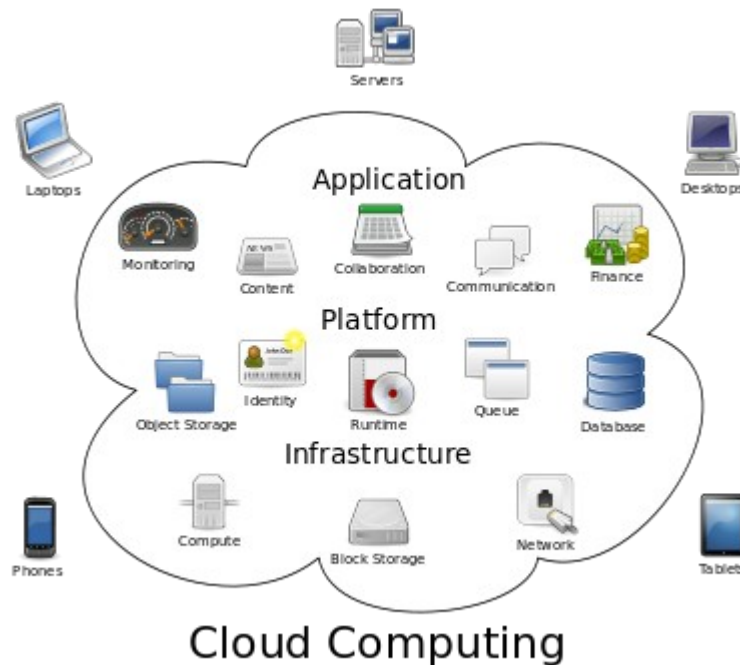 Servers
Laptops
Desktops
Application
Monitoring
Content
Collaboration
Communication
Finance
Platform
Object Storage
Identity
Runtime
Queue
Database
Infrastructure
Compute
Block Storage
Network
Phones
Tablet
Cloud Computing